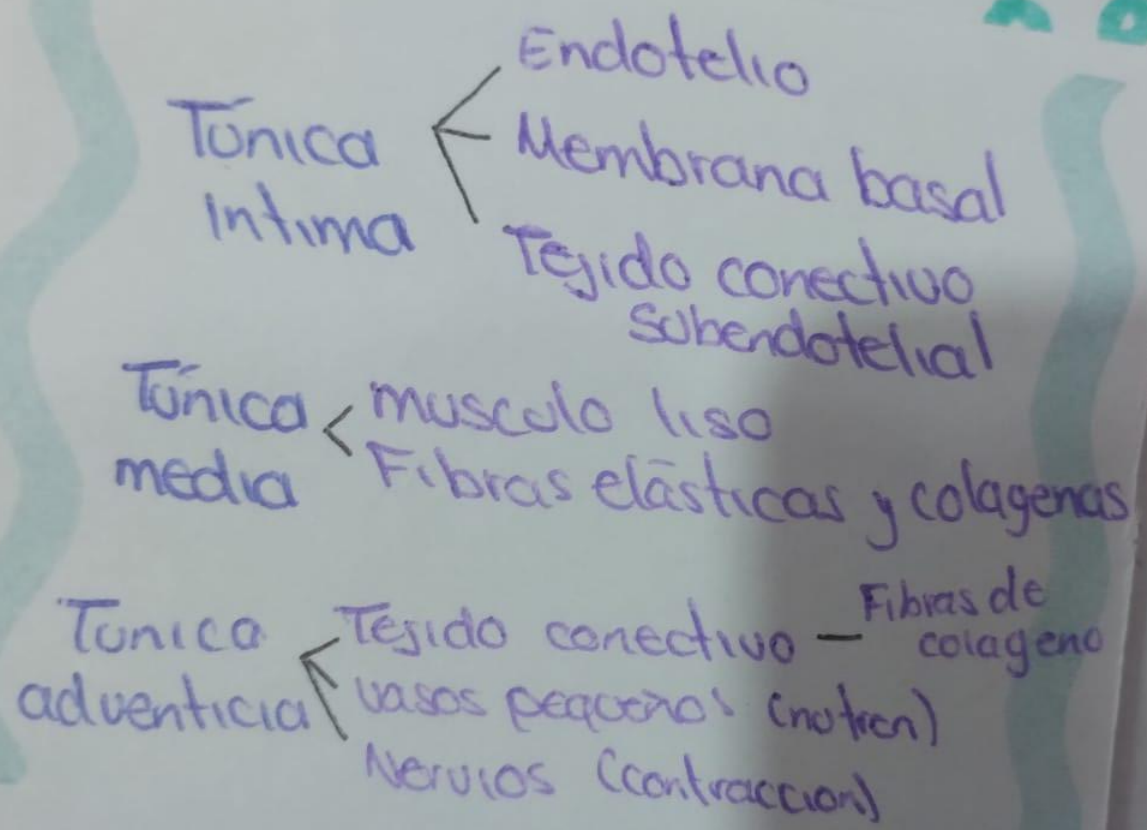 Endotelio
Túnica
íntima
Membrana basal
Tejido conectivo
subendotelial
Túnica
media
musculo liso
Fibras elásticas y colagenas
Tunica
adventicia
Tejido conectivo – Fibras de
colageno
vasos pequeños (nutren)
Nervios (contraccion)